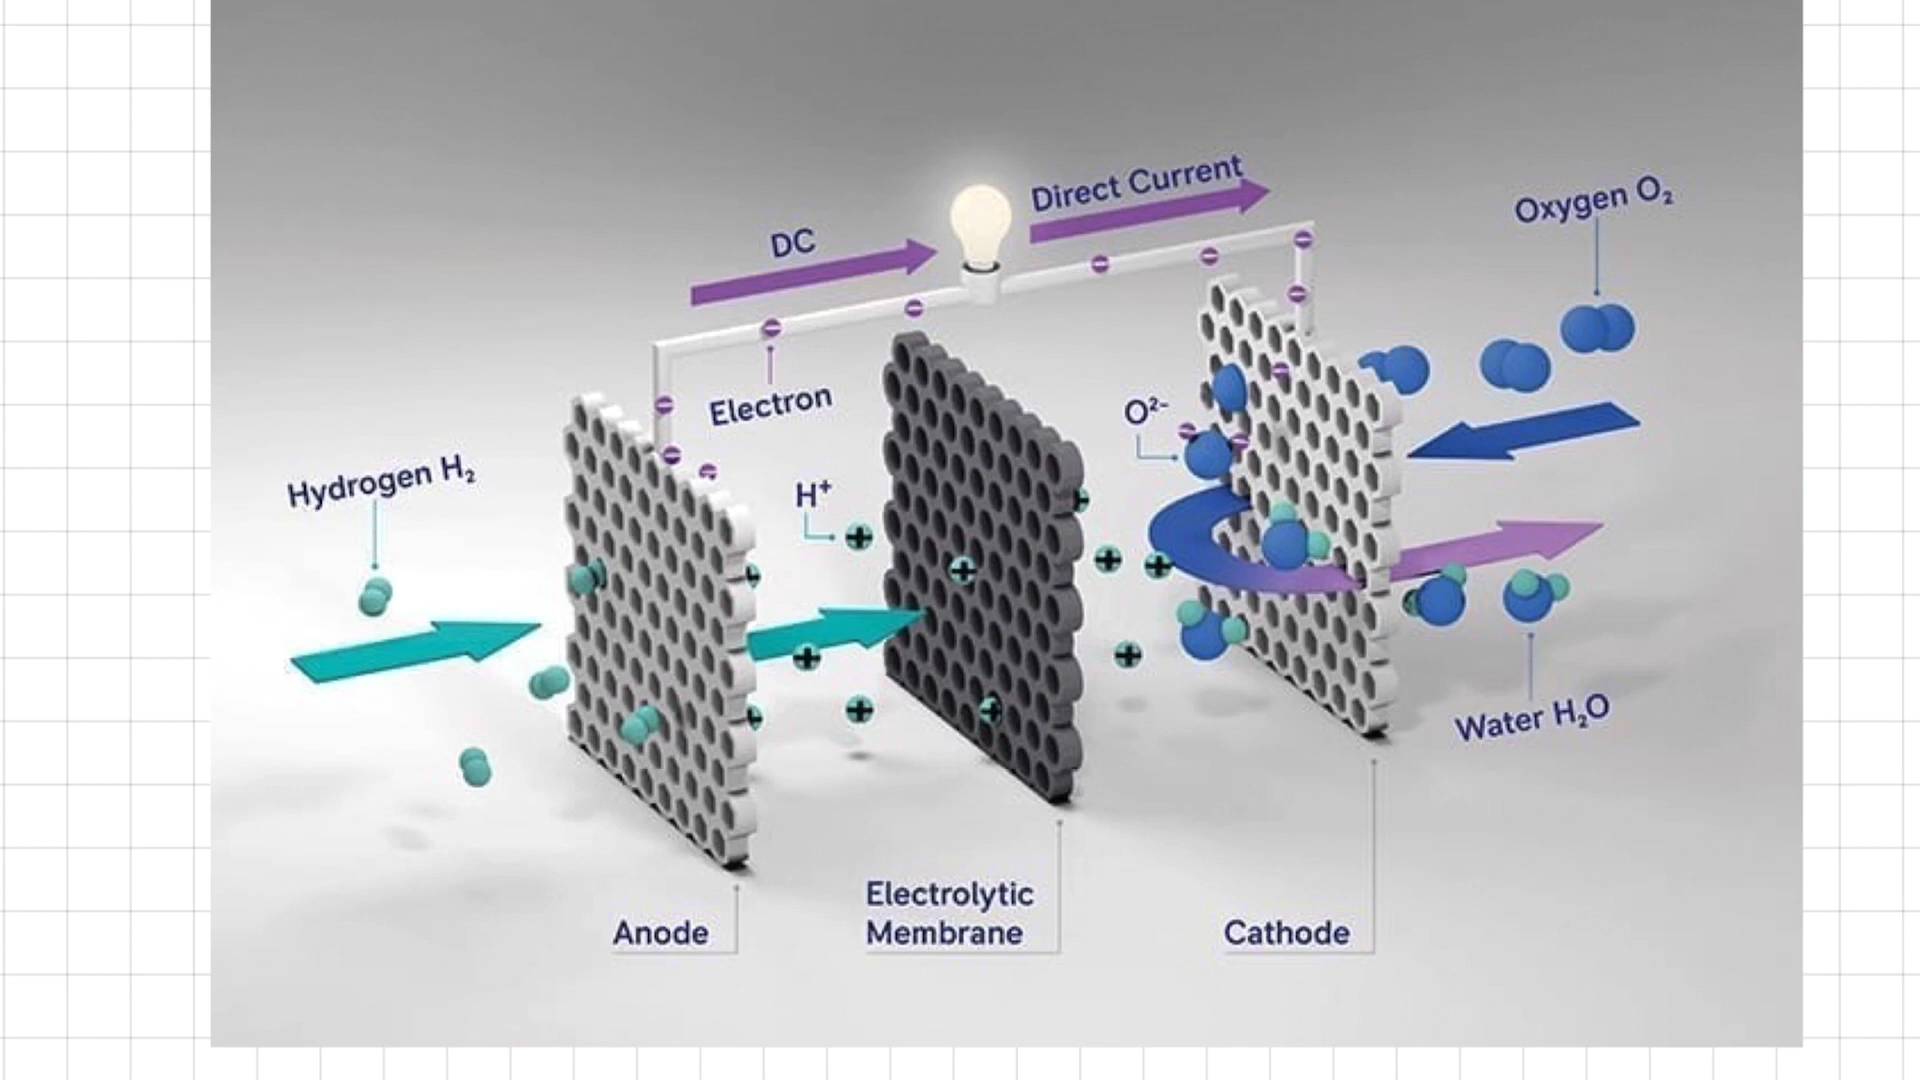 Direct Current
DC
Oxygen O₂
Electron
O²⁻
Hydrogen H₂
H⁺
Water H₂O
Electrolytic
Membrane
Anode
Cathode